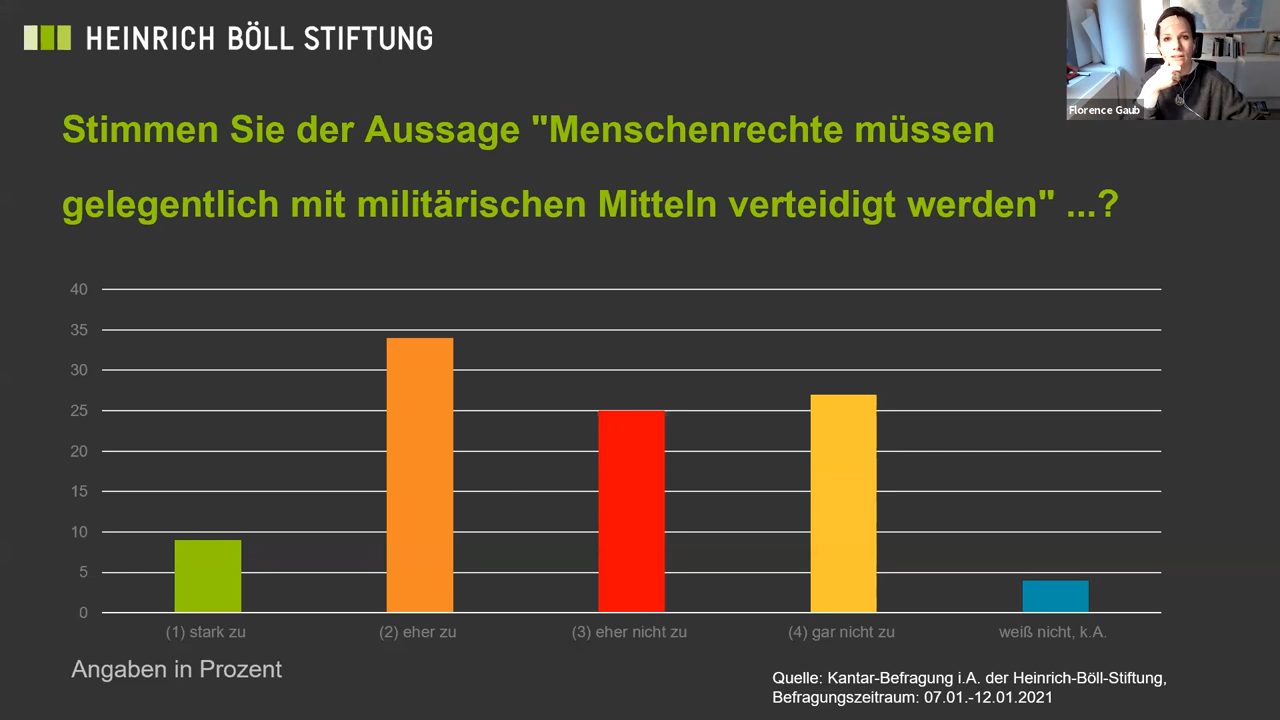 HEINRICH BÖLL STIFTUNG
Florence Gaub
Stimmen Sie der Aussage "Menschenrechte müssen
gelegentlich mit militärischen Mitteln verteidigt werden" ...?
40
35
30
25
20
15
10
5
0
(1) stark zu
(2) eher zu
(3) eher nicht zu
(4) gar nicht zu
weiß nicht, k.A.
Angaben in Prozent
Quelle: Kantar-Befragung i.A. der Heinrich-Böll-Stiftung,
Befragungszeitraum: 07.01.-12.01.2021